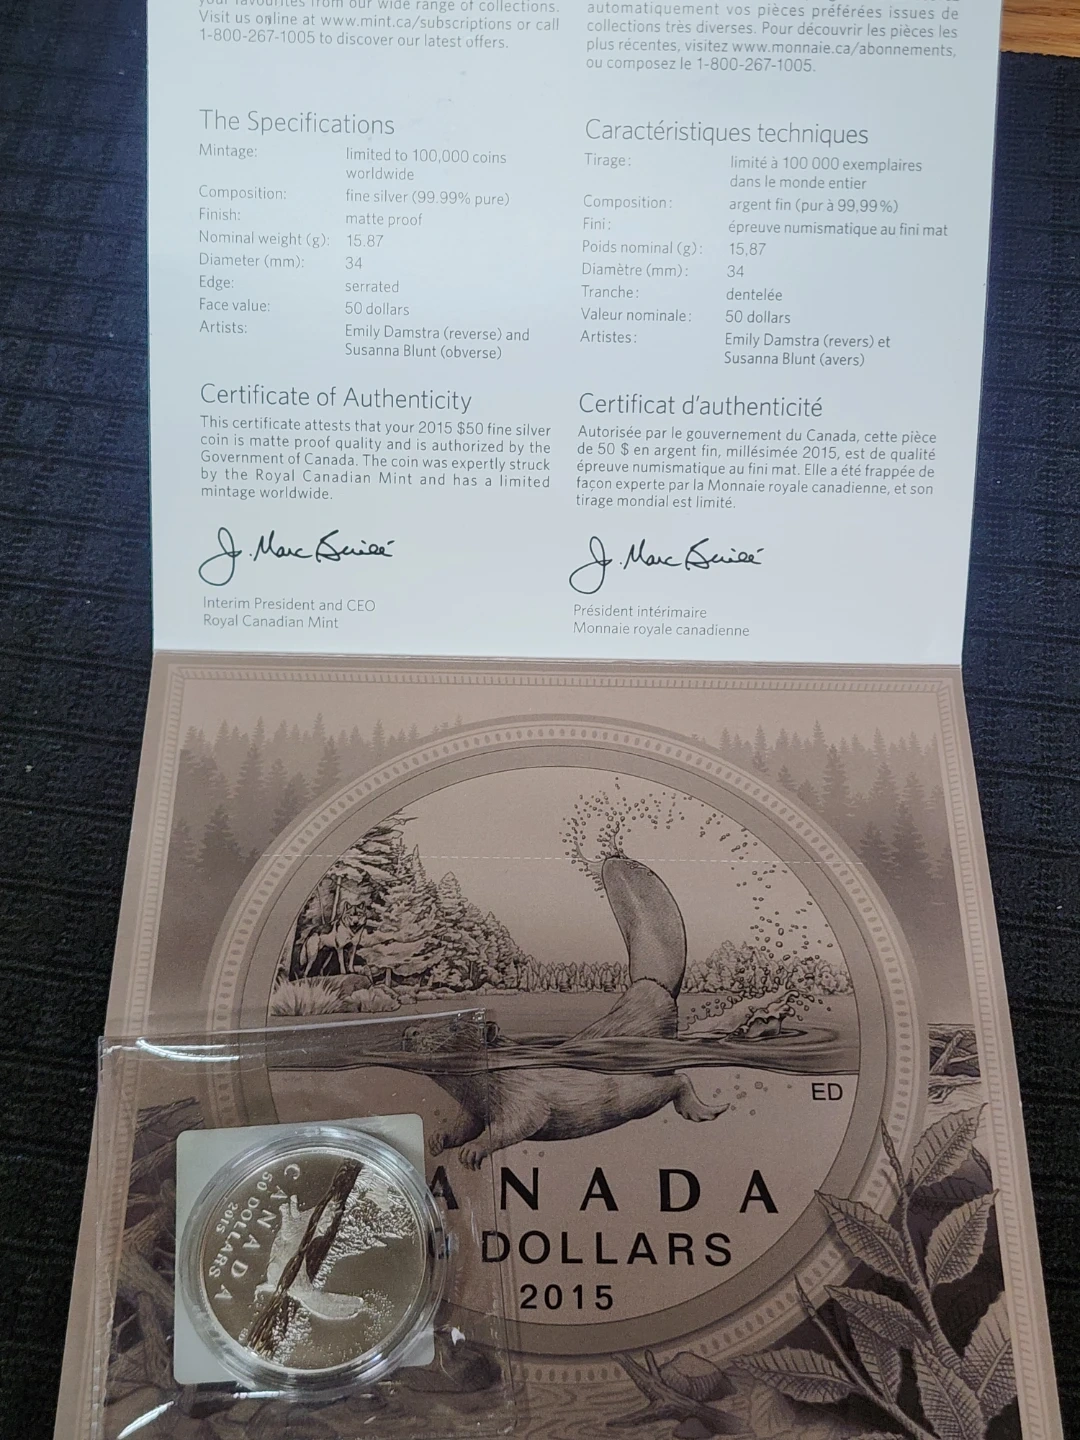 your favourites from our wide range of collections.
Visit us online at www.mint.ca/subscriptions or call
1-800-267-1005 to discover our latest offers.
automatiquement vos pièces préférées issues de
collections très diverses. Pour découvrir les pièces les
plus récentes, visitez www.monnaie.ca/abonnements,
ou composez le 1-800-267-1005.
The Specifications
Mintage: limited to 100,000 coins
worldwide
Composition: fine silver (99.99% pure)
Finish: matte proof
Nominal weight (g): 15.87
Diameter (mm): 34
Edge: serrated
Face value: 50 dollars
Artists: Emily Damstra (reverse) and
Susanna Blunt (obverse)
Caractéristiques techniques
Tirage: limité à 100 000 exemplaires
dans le monde entier
Composition: argent fin (pur à 99,99%)
Fini: épreuve numismatique au fini mat
Poids nominal (g): 15,87
Diamètre (mm): 34
Tranche: dentelée
Valeur nominale: 50 dollars
Artistes: Emily Damstra (revers) et
Susanna Blunt (avers)
Certificate of Authenticity
This certificate attests that your 2015 $50 fine silver
coin is matte proof quality and is authorized by the
Government of Canada. The coin was expertly struck
by the Royal Canadian Mint and has a limited
mintage worldwide.
J. Marc Brûlé
Interim President and CEO
Royal Canadian Mint
Certificat d'authenticité
Autorisée par le gouvernement du Canada, cette pièce
de 50 $ en argent fin, millésimée 2015, est de qualité
épreuve numismatique au fini mat. Elle a été frappée de
façon experte par la Monnaie royale canadienne, et son
tirage mondial est limité.
J. Marc Brûlé
Président intérimaire
Monnaie royale canadienne
ED
ANADA
DOLLARS
2015
CANADA
50 DOLLARS
2015